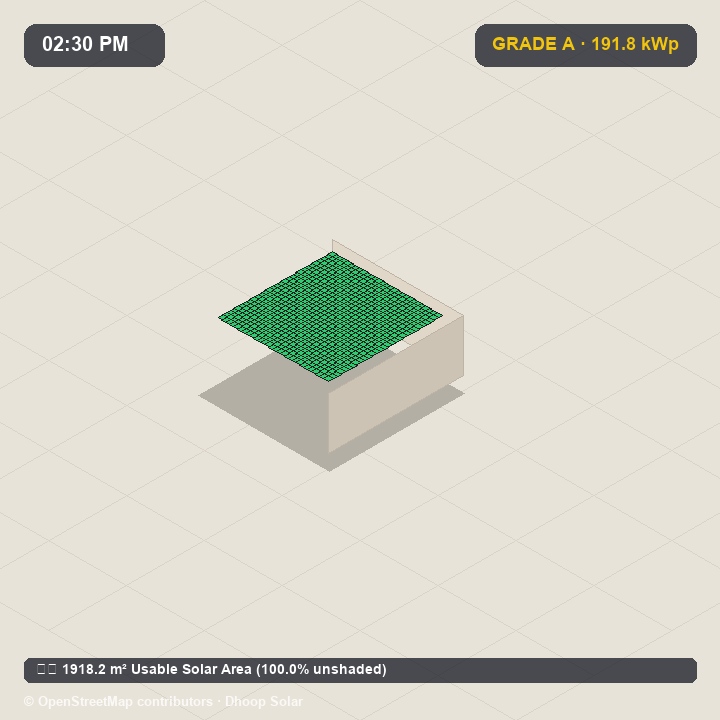 02:30 PM
GRADE A · 191.8 kWp
1918.2 m² Usable Solar Area (100.0% unshaded)
© OpenStreetMap contributors · Dhoop Solar